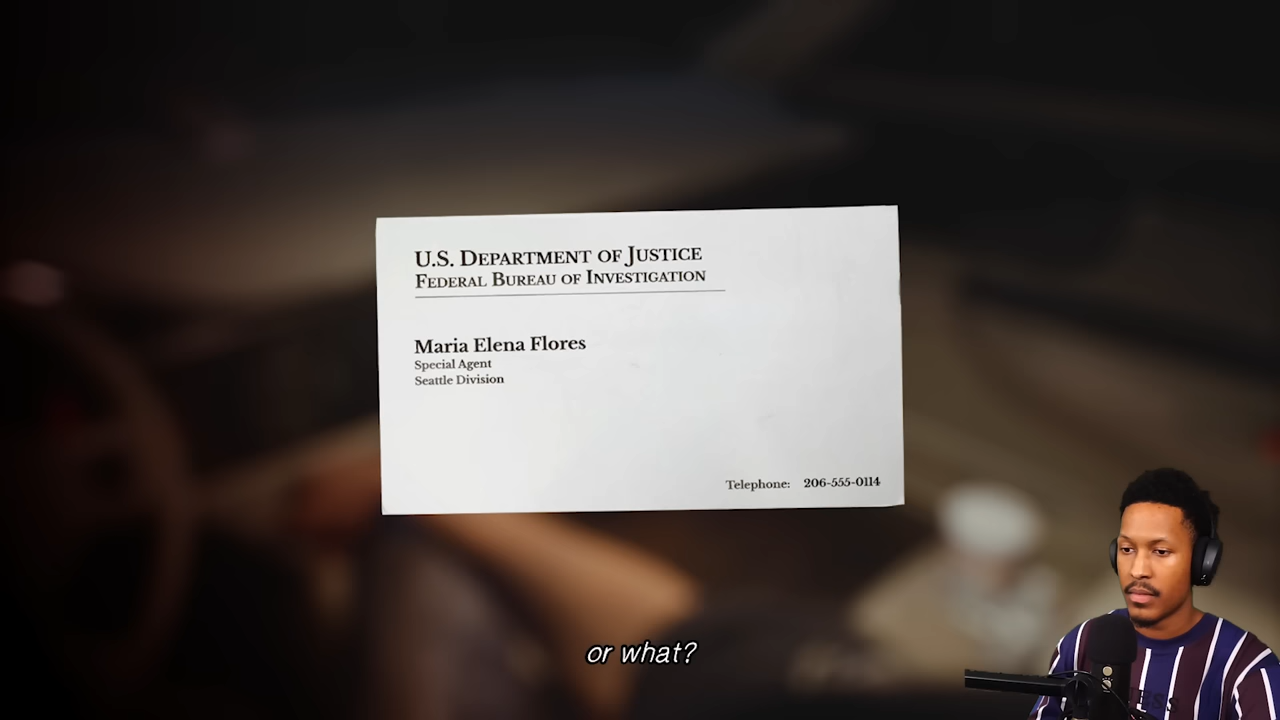 U.S. DEPARTMENT OF JUSTICE
FEDERAL BUREAU OF INVESTIGATION
Maria Elena Flores
Special Agent
Seattle Division
Telephone: 206-555-0114
or what?